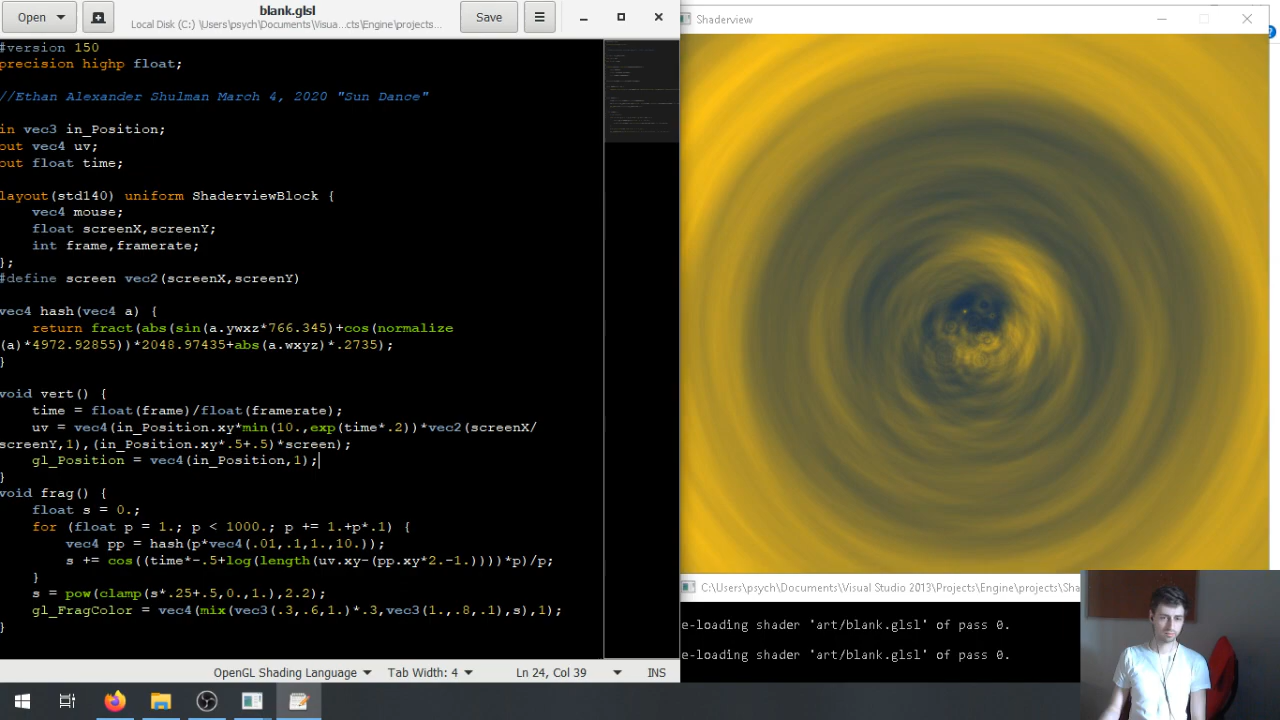 Open
blank.glsl
Local Disk (C:) \Users\psych\Documents\Visua...cts\Engine\projects...
Save
Shaderview
#version 150
precision highp float;
//Ethan Alexander Shulman March 4, 2020 "Sun Dance"
in vec3 in_Position;
out vec4 uv;
out float time;
layout(std140) uniform ShaderviewBlock {
vec4 mouse;
float screenX,screenY;
int frame,framerate;
};
#define screen vec2(screenX,screenY)
vec4 hash(vec4 a) {
return fract(abs(sin(a.ywxz*766.345)+cos(normalize
(a)*4972.92855))*2048.97435+abs(a.wxyz)*.2735);
}
void vert() {
time = float(frame)/float(framerate);
uv = vec4(in_Position.xy*min(10.,exp(time*.2))*vec2(screenX/
screenY,1),(in_Position.xy*.5+.5)*screen);
gl_Position = vec4(in_Position,1);
}
void frag() {
float s = 0.;
for (float p = 1.; p < 1000.; p += 1.+p*.1) {
vec4 pp = hash(p*vec4(.01,.1,1.,10.));
s += cos((time*-.5+log(length(uv.xy-(pp.xy*2.-1.))))*p)/p;
}
s = pow(clamp(s*.25+.5,0.,1.),2.2);
gl_FragColor = vec4(mix(vec3(.3,.6,1.)*.3,vec3(1.,.8,.1),s),1);
}
C:\Users\psych\Documents\Visual Studio 2013\Projects\Engine\projects\Sha
e-loading shader 'art/blank.glsl' of pass 0.
e-loading shader 'art/blank.glsl' of pass 0.
OpenGL Shading Language
Tab Width: 4
Ln 24, Col 39
INS